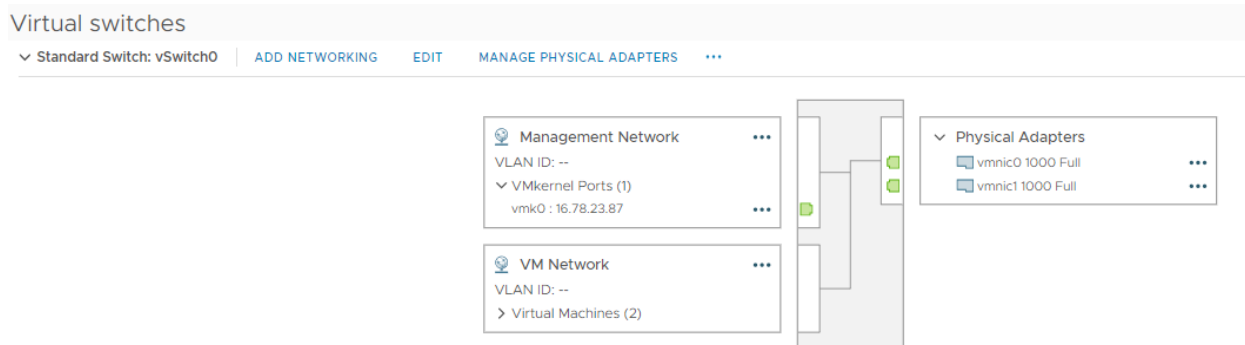 Virtual switches
Standard Switch: vSwitch0 ADD NETWORKING EDIT MANAGE PHYSICAL ADAPTERS ...
Management Network ...
VLAN ID: --
VMkernel Ports (1)
vmk0 : 16.78.23.87 ...
VM Network ...
VLAN ID: --
Virtual Machines (2)
Physical Adapters
vmnic0 1000 Full ...
vmnic1 1000 Full ...